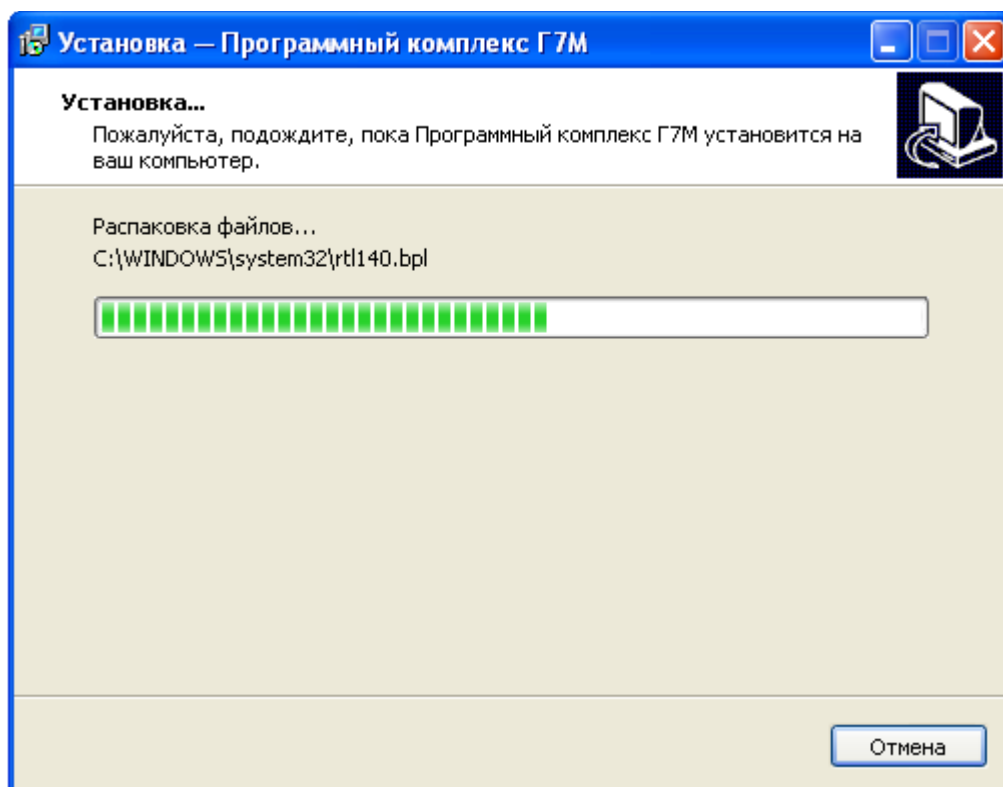 Установка — Программный комплекс Г7М
Установка...
Пожалуйста, подождите, пока Программный комплекс Г7М установится на
ваш компьютер.
Распаковка файлов...
C:\WINDOWS\system32\rtl140.bpl
Отмена